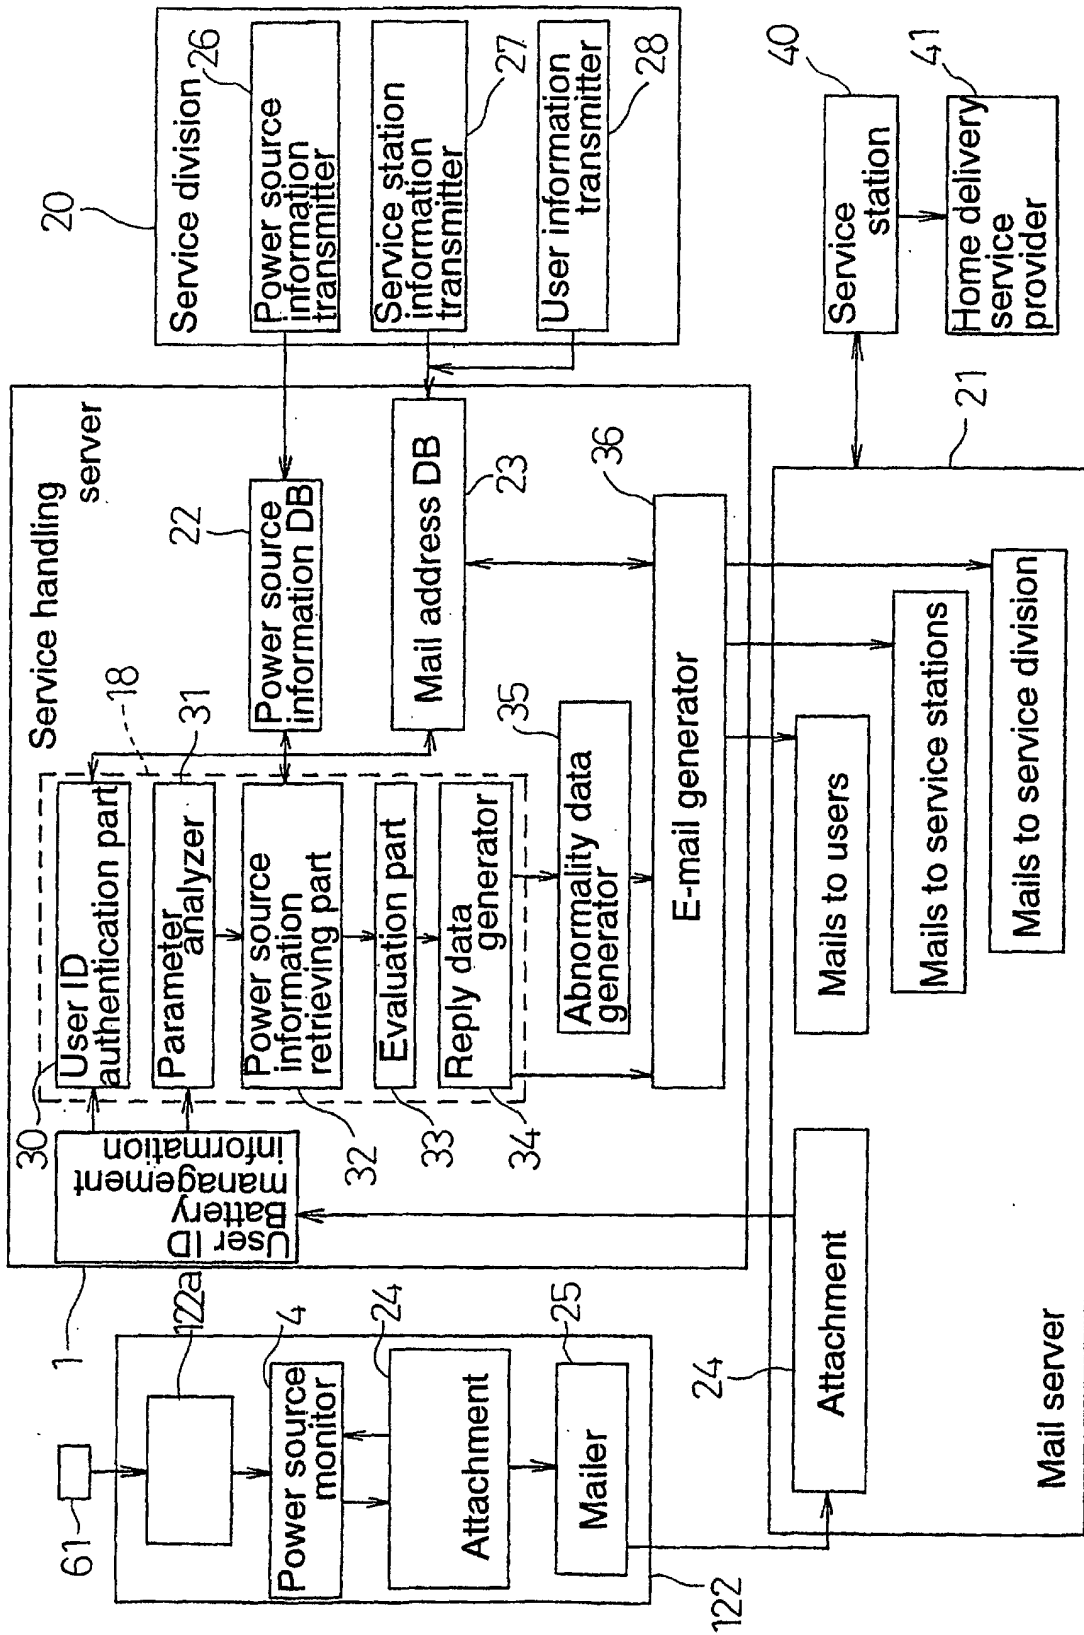 20
Service division
26
Power source
information
transmitter
Service station
information
transmitter
27
User information
transmitter
28
Service handling
server
18
22
Power source
information DB
Mail address DB
23
30
User ID
authentication part
31
Parameter
analyzer
Power source
information
retrieving part
32
Evaluation part
33
Reply data
generator
34
35
Abnormality data
generator
36
E-mail generator
1
User ID
Battery
management
information
61
122a
4
Power source
monitor
24
Attachment
25
Mailer
122
40
Service
station
41
Home delivery
service
provider
21
Mails to users
Mails to service stations
Mails to service division
24
Attachment
Mail server